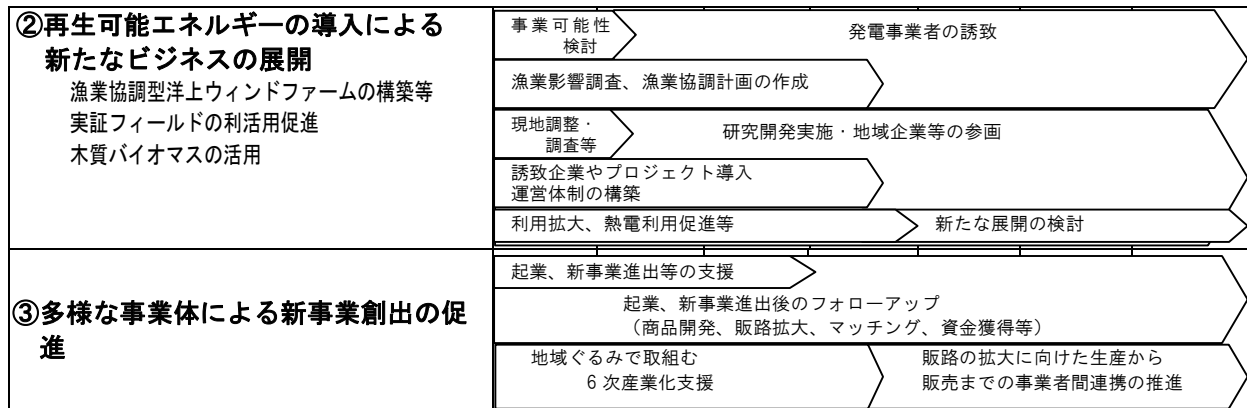 ②再生可能エネルギーの導入による
新たなビジネスの展開
漁業協調型洋上ウィンドファームの構築等
実証フィールドの利活用促進
木質バイオマスの活用
事業可能性
検討
発電事業者の誘致
漁業影響調査、漁業協調計画の作成
現地調整・
調査等
研究開発実施・地域企業等の参画
誘致企業やプロジェクト導入
運営体制の構築
利用拡大、熱電利用促進等
新たな展開の検討
③多様な事業体による新事業創出の促
進
起業、新事業進出等の支援
起業、新事業進出後のフォローアップ
（商品開発、販路拡大、マッチング、資金獲得等）
地域ぐるみで取組む
6 次産業化支援
販路の拡大に向けた生産から
販売までの事業者間連携の推進